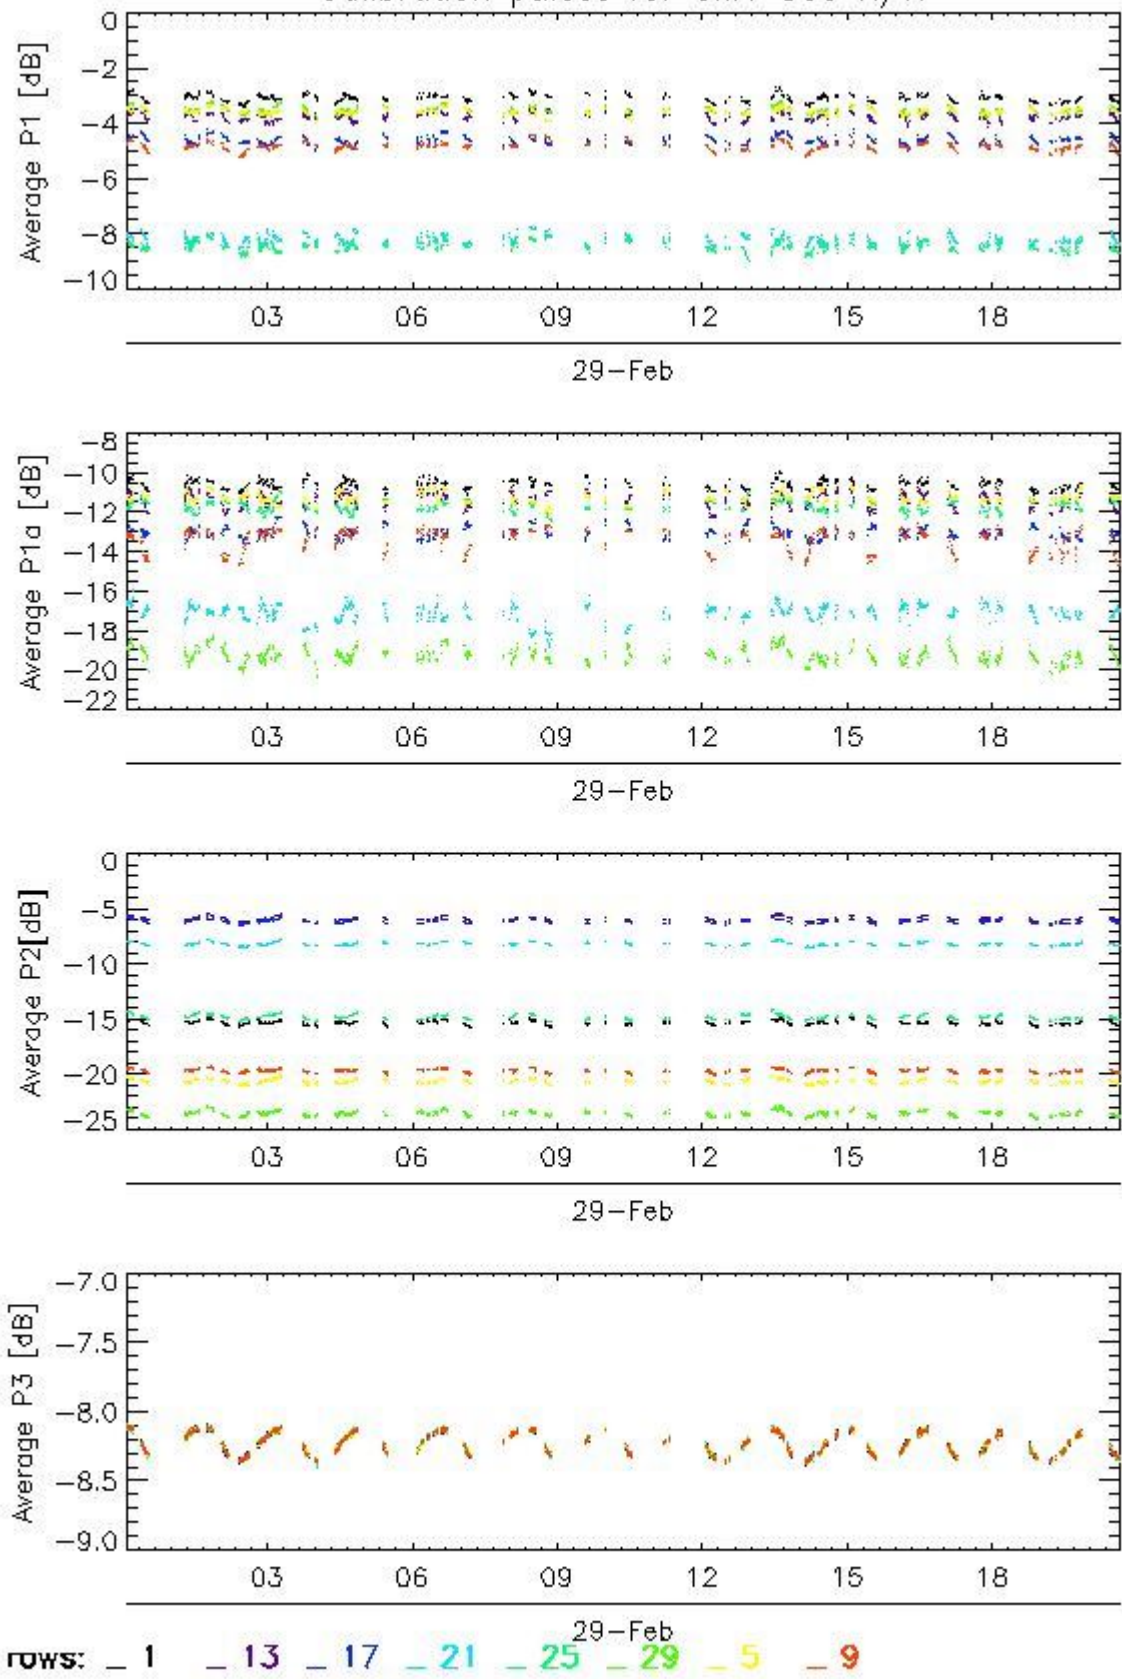 Average P1 [dB]
0
−2
−4
−6
−8
−10
03 06 09 12 15 18
29−Feb
Average P1a [dB]
−8
−10
−12
−14
−16
−18
−20
−22
03 06 09 12 15 18
29−Feb
Average P2[dB]
0
−5
−10
−15
−20
−25
03 06 09 12 15 18
29−Feb
Average P3 [dB]
−7.0
−7.5
−8.0
−8.5
−9.0
03 06 09 12 15 18
29−Feb
rows: _ 1 _ 13 _ 17 _ 21 _ 25 _ 29 _ 5 _ 9